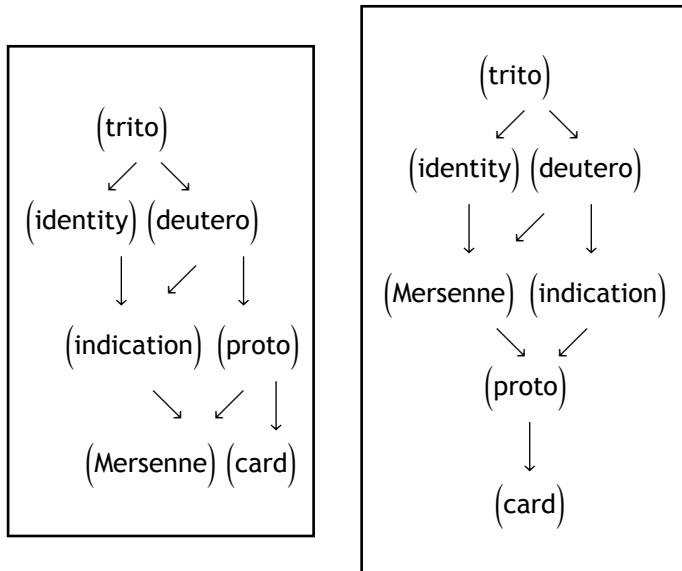 (trito)
(identity) (deutero)
(indication) (proto)
(Mersenne) (card)
(trito)
(identity) (deutero)
(Mersenne) (indication)
(proto)
(card)